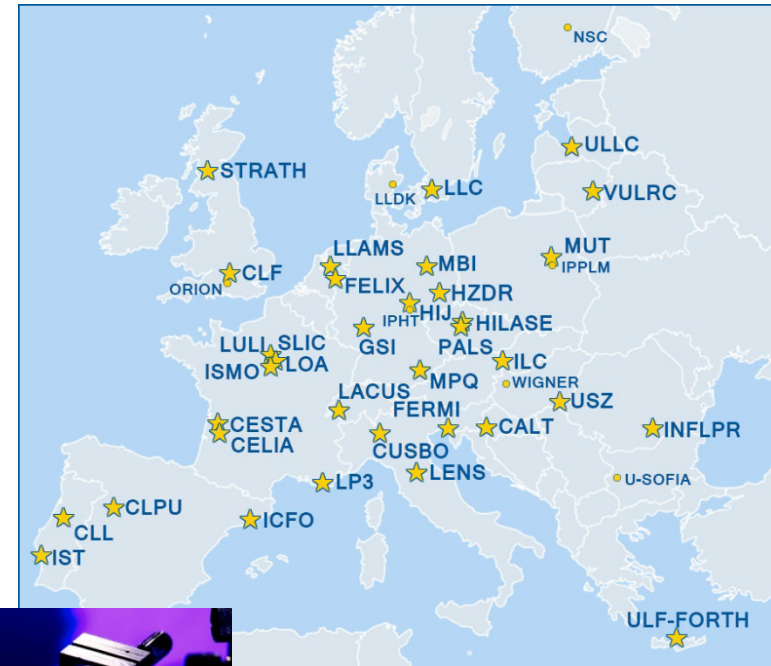 NSC
ULLC
STRATH
LLC
LLDK
VULRC
LLAMS
MUT
CLF
MBI
IPPLM
ORION
FELIX
HZDR
HIJ
IPHT
HILASE
LULI
SLIC
GSI
PALS
LOA
ILC
ISMO
MPQ
WIGNER
LACUS
USZ
FERMI
CESTA
CALT
INFLPR
CELIA
CUSBO
LENS
U-SOFIA
LP3
CLPU
ICFO
CLL
IST
ULF-FORTH